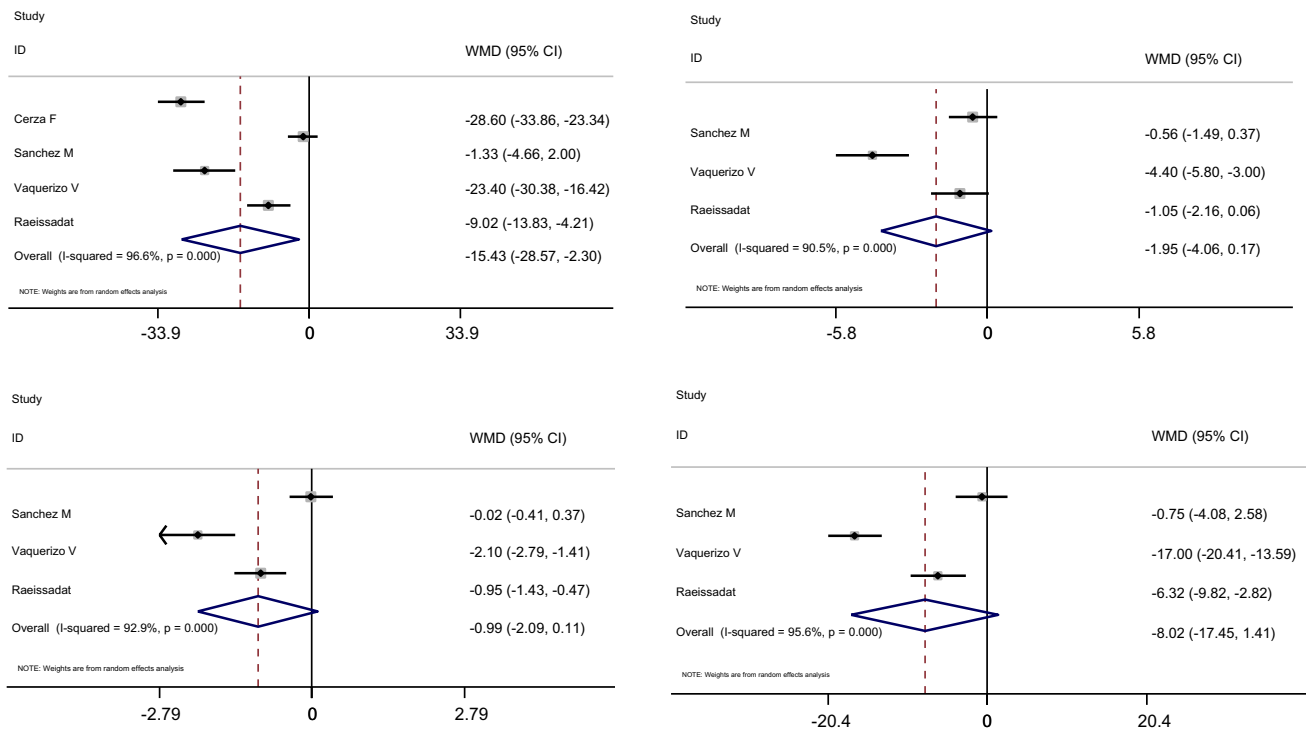 Study
ID WMD (95% CI)
Cerza F -28.60 (-33.86, -23.34)
Sanchez M -1.33 (-4.66, 2.00)
Vaquerizo V -23.40 (-30.38, -16.42)
Raeissadat -9.02 (-13.83, -4.21)
Overall (I-squared = 96.6%, p = 0.000) -15.43 (-28.57, -2.30)
NOTE: Weights are from random effects analysis
-33.9 0 33.9
Study
ID WMD (95% CI)
Sanchez M -0.56 (-1.49, 0.37)
Vaquerizo V -4.40 (-5.80, -3.00)
Raeissadat -1.05 (-2.16, 0.06)
Overall (I-squared = 90.5%, p = 0.000) -1.95 (-4.06, 0.17)
NOTE: Weights are from random effects analysis
-5.8 0 5.8
Study
ID WMD (95% CI)
Sanchez M -0.02 (-0.41, 0.37)
Vaquerizo V -2.10 (-2.79, -1.41)
Raeissadat -0.95 (-1.43, -0.47)
Overall (I-squared = 92.9%, p = 0.000) -0.99 (-2.09, 0.11)
NOTE: Weights are from random effects analysis
-2.79 0 2.79
Study
ID WMD (95% CI)
Sanchez M -0.75 (-4.08, 2.58)
Vaquerizo V -17.00 (-20.41, -13.59)
Raeissadat -6.32 (-9.82, -2.82)
Overall (I-squared = 95.6%, p = 0.000) -8.02 (-17.45, 1.41)
NOTE: Weights are from random effects analysis
-20.4 0 20.4